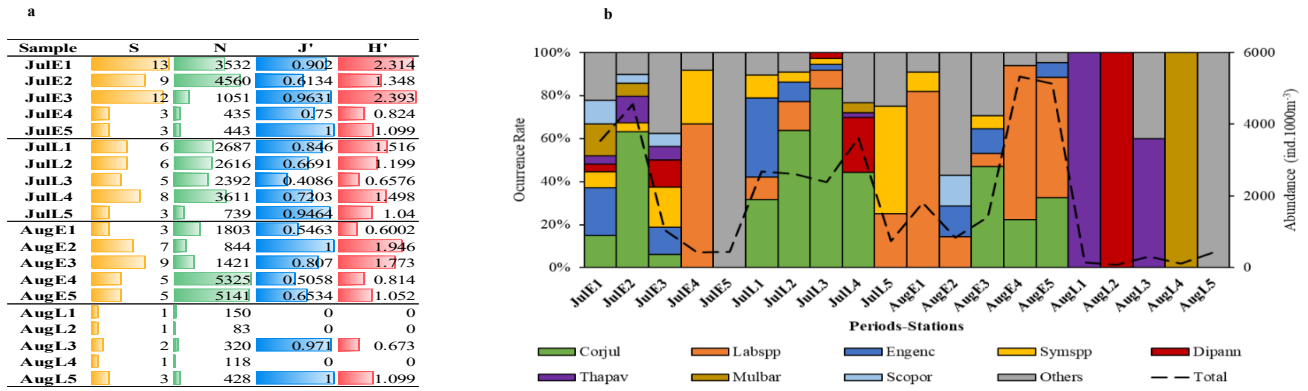 a
Sample S N J' H'
JulE1 13 3532 0.902 2.314
JulE2 9 4560 0.6134 1.348
JulE3 12 1051 0.9631 2.393
JulE4 3 435 0.75 0.824
JulE5 3 443 1 1.099
JulL1 6 2687 0.846 1.516
JulL2 6 2616 0.6691 1.199
JulL3 5 2392 0.4086 0.6576
JulL4 8 3611 0.7203 1.498
JulL5 3 739 0.9464 1.04
AugE1 3 1803 0.5463 0.6002
AugE2 7 844 1 1.946
AugE3 9 1421 0.807 1.773
AugE4 5 5325 0.5058 0.814
AugE5 5 5141 0.6534 1.052
AugL1 1 150 0 0
AugL2 1 83 0 0
AugL3 2 320 0.971 0.673
AugL4 1 118 0 0
AugL5 3 428 1 1.099
b
Ocurrence Rate
100%
80%
60%
40%
20%
0%
6000
4000
2000
0
Abundance (ind.1000m⁻³)
JulE1 JulE2 JulE3 JulE4 JulE5 JulL1 JulL2 JulL3 JulL4 JulL5 AugE1 AugE2 AugE3 AugE4 AugE5 AugL1 AugL2 AugL3 AugL4 AugL5
Periods-Stations
Corjul Labspp Engenc Symspp Dipann
Thapav Mulbar Scopor Others Total